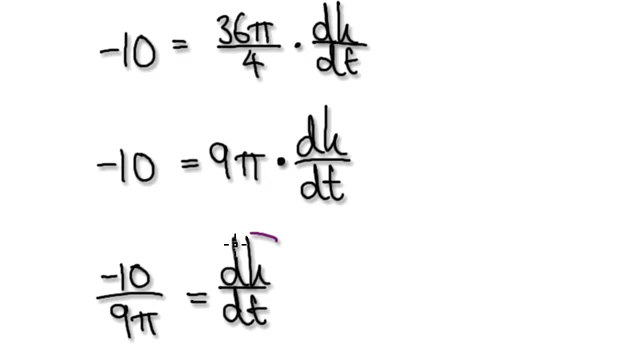 -10 = 36π/4 · dh/dt
-10 = 9π · dh/dt
-10/9π = dh/dt